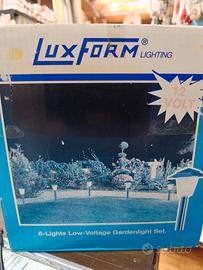 LUXFORM®
LIGHTING
12
VOLT
6-Lights Low-Voltage Gardenlight Set.
subito